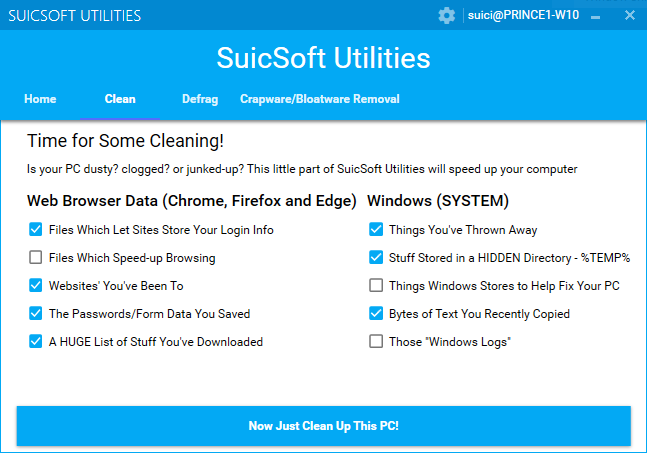 SUICSOFT UTILITIES
suici@PRINCE1-W10
SuicSoft Utilities
Home Clean Defrag Crapware/Bloatware Removal
Time for Some Cleaning!
Is your PC dusty? clogged? or junked-up? This little part of SuicSoft Utilities will speed up your computer
Web Browser Data (Chrome, Firefox and Edge) Windows (SYSTEM)
Files Which Let Sites Store Your Login Info Things You've Thrown Away
Files Which Speed-up Browsing Stuff Stored in a HIDDEN Directory - %TEMP%
Websites' You've Been To Things Windows Stores to Help Fix Your PC
The Passwords/Form Data You Saved Bytes of Text You Recently Copied
A HUGE List of Stuff You've Downloaded Those "Windows Logs"
Now Just Clean Up This PC!